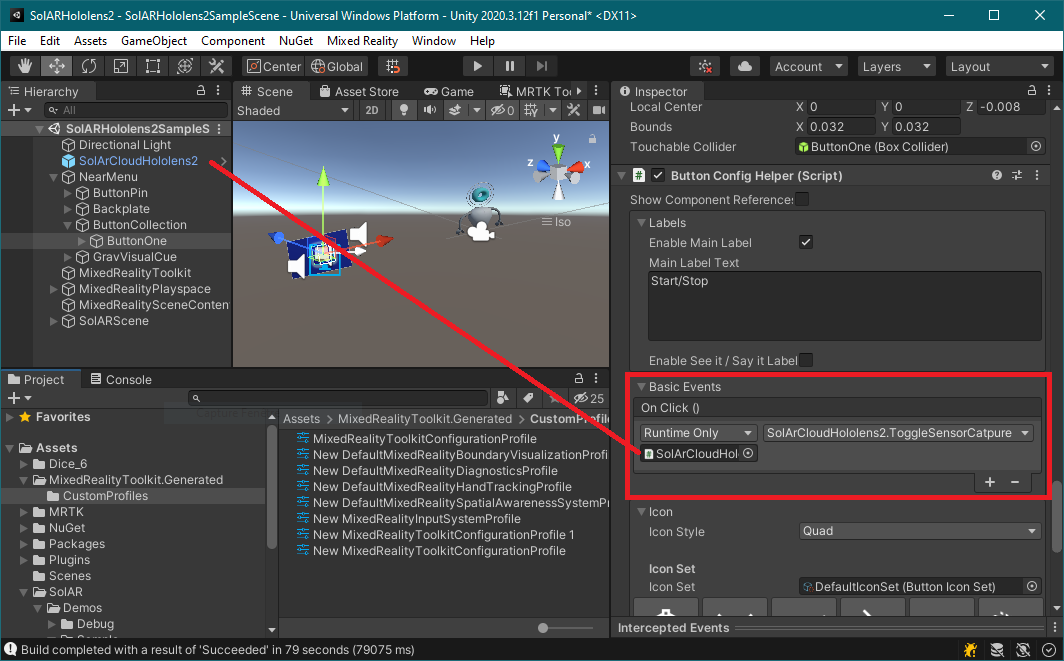 SolARHololens2 - SolARHololens2SampleScene - Universal Windows Platform - Unity 2020.3.12f1 Personal* <DX11>
File Edit Assets GameObject Component NuGet Mixed Reality Window Help
Center Global Account Layers Layout
Hierarchy
All
SolARHololens2SampleS
Directional Light
SolArCloudHololens2
NearMenu
ButtonPin
Backplate
ButtonCollection
ButtonOne
GravVisualCue
MixedRealityToolkit
MixedRealityPlayspace
MixedRealitySceneConten
SolARScene
Scene Asset Store Game MRTK Too
Shaded 2D 0
y
z x
Iso
Project Console
25
Favorites
Assets
Dice_6
MixedRealityToolkit.Generated
CustomProfiles
MRTK
NuGet
Packages
Plugins
Scenes
SolAR
Demos
Debug
Assets > MixedRealityToolkit.Generated > CustomProfile
MixedRealityToolkitConfigurationProfile
New DefaultMixedRealityBoundaryVisualizationProfi
New DefaultMixedRealityDiagnosticsProfile
New DefaultMixedRealityHandTrackingProfile
New DefaultMixedRealitySpatialAwarenessSystemPr
New MixedRealityInputSystemProfile
New MixedRealityToolkitConfigurationProfile 1
New MixedRealityToolkitConfigurationProfile
Inspector
Local Center X 0 Y 0 Z -0.008
Bounds X 0.032 Y 0.032
Touchable Collider ButtonOne (Box Collider)
# Button Config Helper (Script)
Show Component References
Labels
Enable Main Label
Main Label Text
Start/Stop
Enable See it / Say it Label
Basic Events
On Click ()
Runtime Only SolArCloudHololens2.ToggleSensorCatpure
SolArCloudHol
+ −
Icon
Icon Style Quad
Icon Set
Icon Set DefaultIconSet (Button Icon Set)
Intercepted Events
Build completed with a result of 'Succeeded' in 79 seconds (79075 ms)